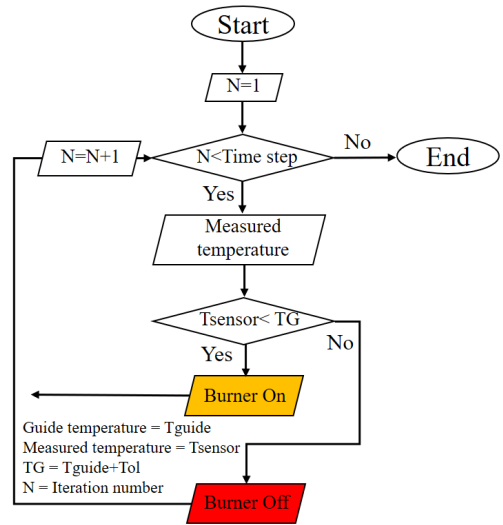 Start
N=1
N=N+1
N<Time step
No
End
Yes
Measured
temperature
Tsensor< TG
No
Yes
Burner On
Guide temperature = Tguide
Measured temperature = Tsensor
TG = Tguide+Tol
N = Iteration number
Burner Off